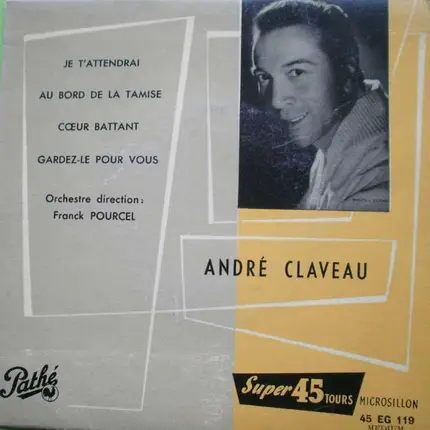 JE T'ATTENDRAI
AU BORD DE LA TAMISE
CŒUR BATTANT
GARDEZ-LE POUR VOUS
Orchestre direction :
Franck POURCEL
ANDRÉ CLAVEAU
Pathé
Super 45 TOURS MICROSILLON
45 EG 119
MEDIUM